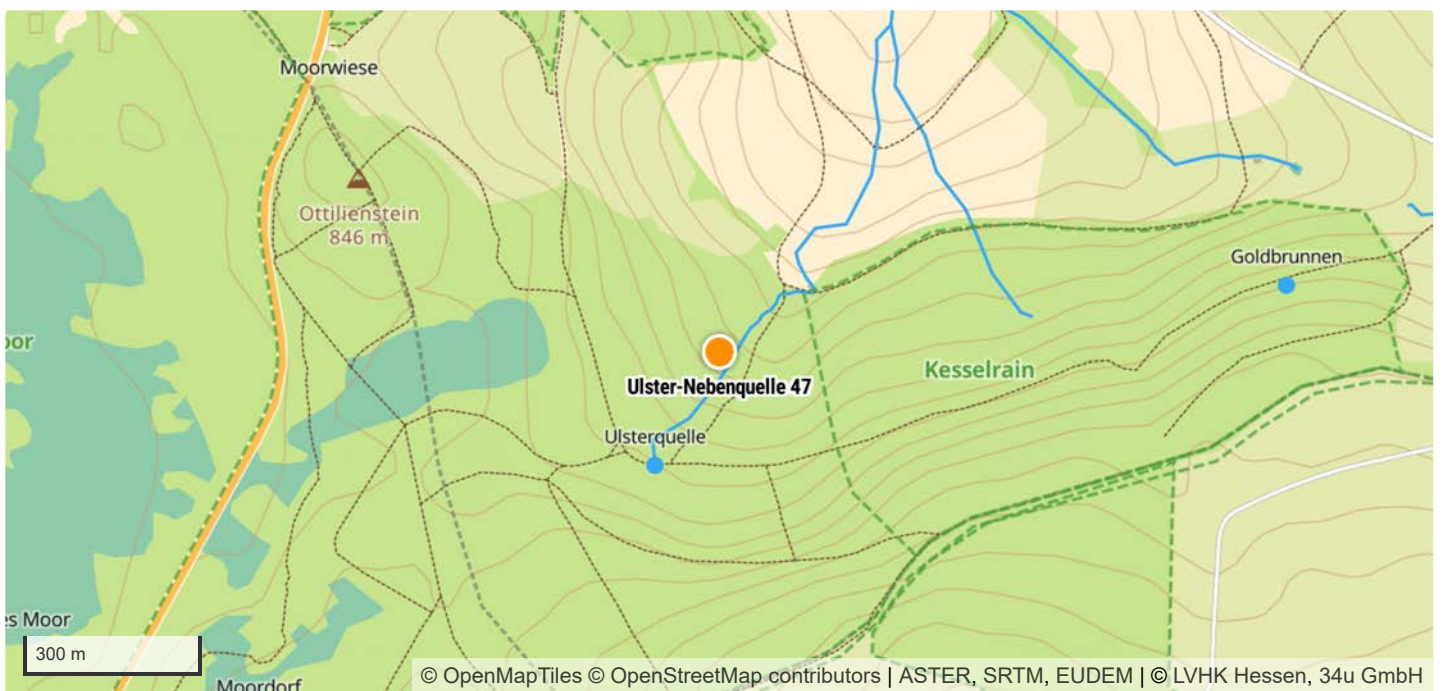 Moorwiese
Ottilienstein
846 m
Goldbrunnen
oor
Kesselrain
Ulster-Nebenquelle 47
Ulsterquelle
es Moor
300 m
Moordorf
© OpenMapTiles © OpenStreetMap contributors | ASTER, SRTM, EUDEM | © LVHK Hessen, 34u GmbH